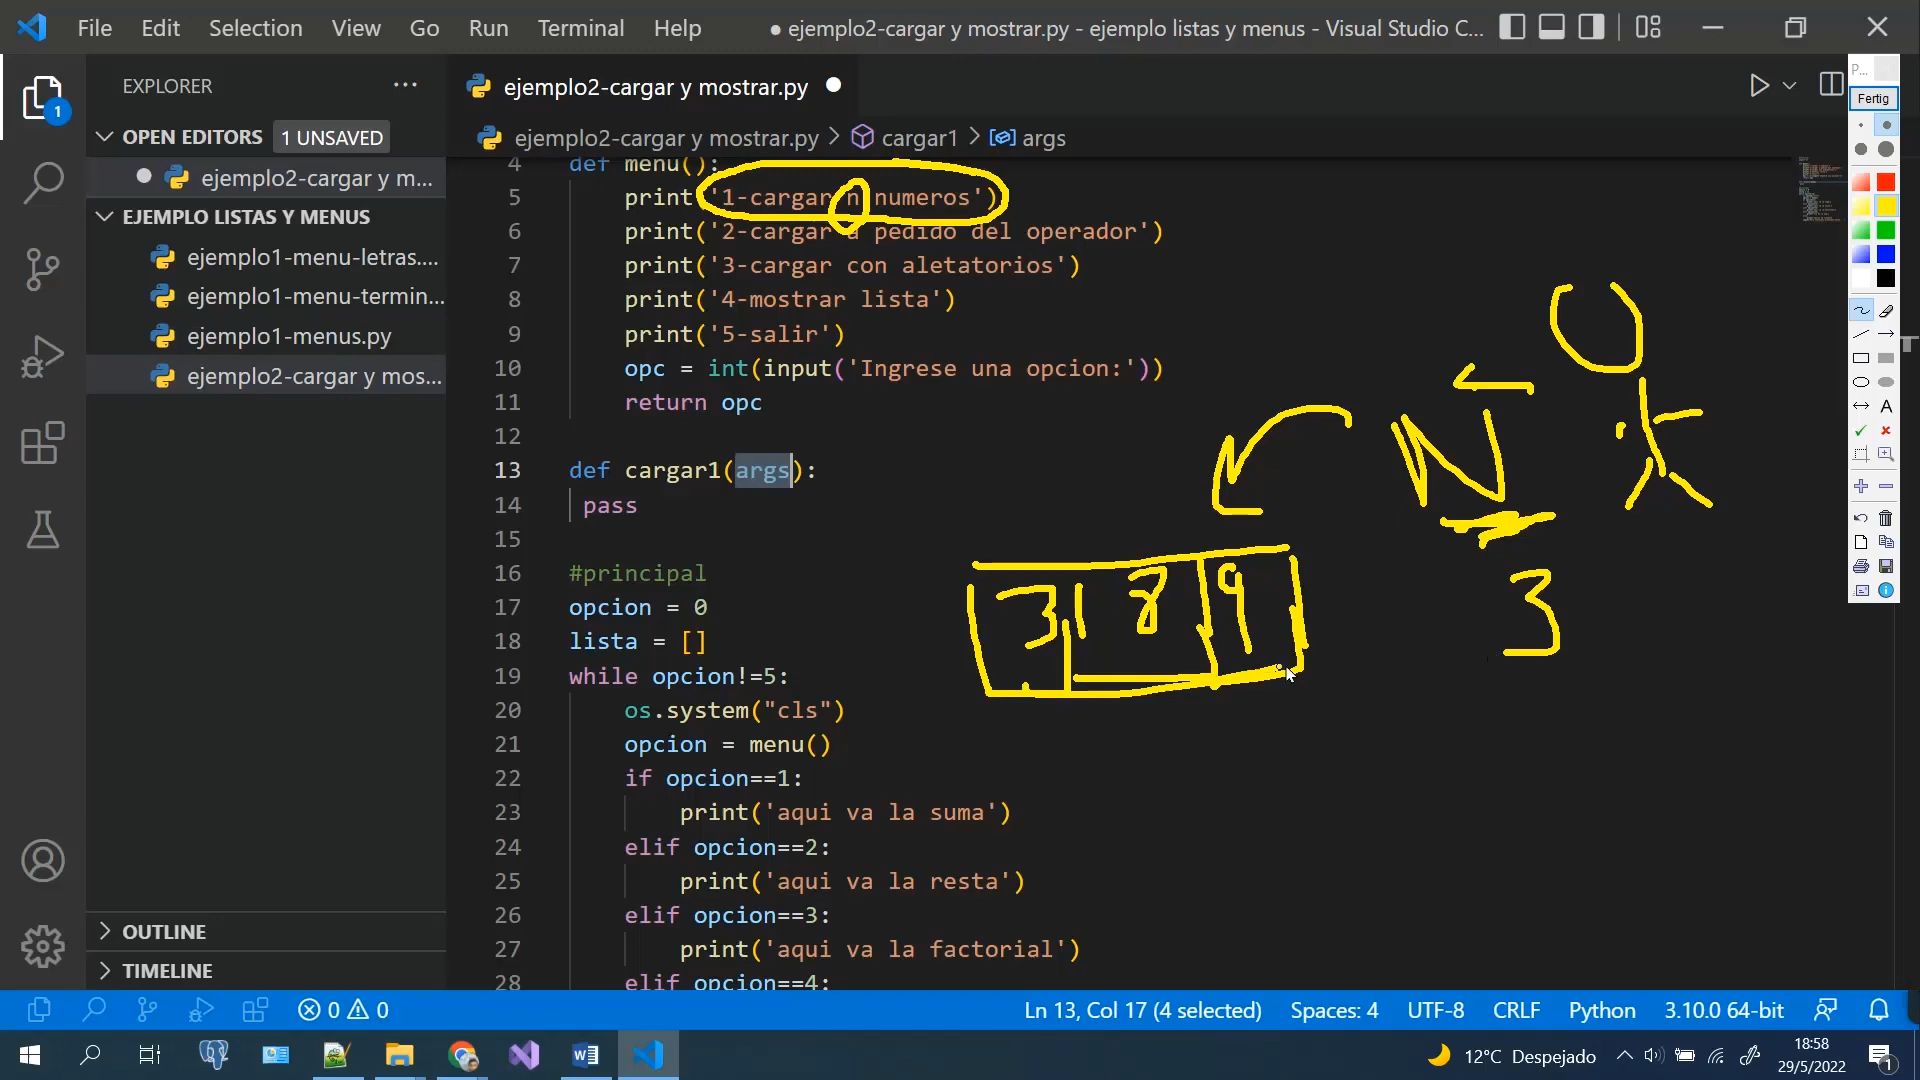 File Edit Selection View Go Run Terminal Help
● ejemplo2-cargar y mostrar.py - ejemplo listas y menus - Visual Studio C...
EXPLORER
OPEN EDITORS 1 UNSAVED
ejemplo2-cargar y m...
EJEMPLO LISTAS Y MENUS
ejemplo1-menu-letras....
ejemplo1-menu-termin...
ejemplo1-menus.py
ejemplo2-cargar y mos...
OUTLINE
TIMELINE
1
ejemplo2-cargar y mostrar.py
ejemplo2-cargar y mostrar.py > cargar1 > args
4 def menu():
5 print('1-cargar n numeros')
6 print('2-cargar a pedido del operador')
7 print('3-cargar con aletatorios')
8 print('4-mostrar lista')
9 print('5-salir')
10 opc = int(input('Ingrese una opcion:'))
11 return opc
12
13 def cargar1(args):
14 pass
15
16 #principal
17 opcion = 0
18 lista = []
19 while opcion!=5:
20 os.system("cls")
21 opcion = menu()
22 if opcion==1:
23 print('aqui va la suma')
24 elif opcion==2:
25 print('aqui va la resta')
26 elif opcion==3:
27 print('aqui va la factorial')
28 elif opcion==4:
N
3
3 8 9
P...
Fertig
A
0 0
Ln 13, Col 17 (4 selected) Spaces: 4 UTF-8 CRLF Python 3.10.0 64-bit
12°C Despejado
18:58
29/5/2022
1